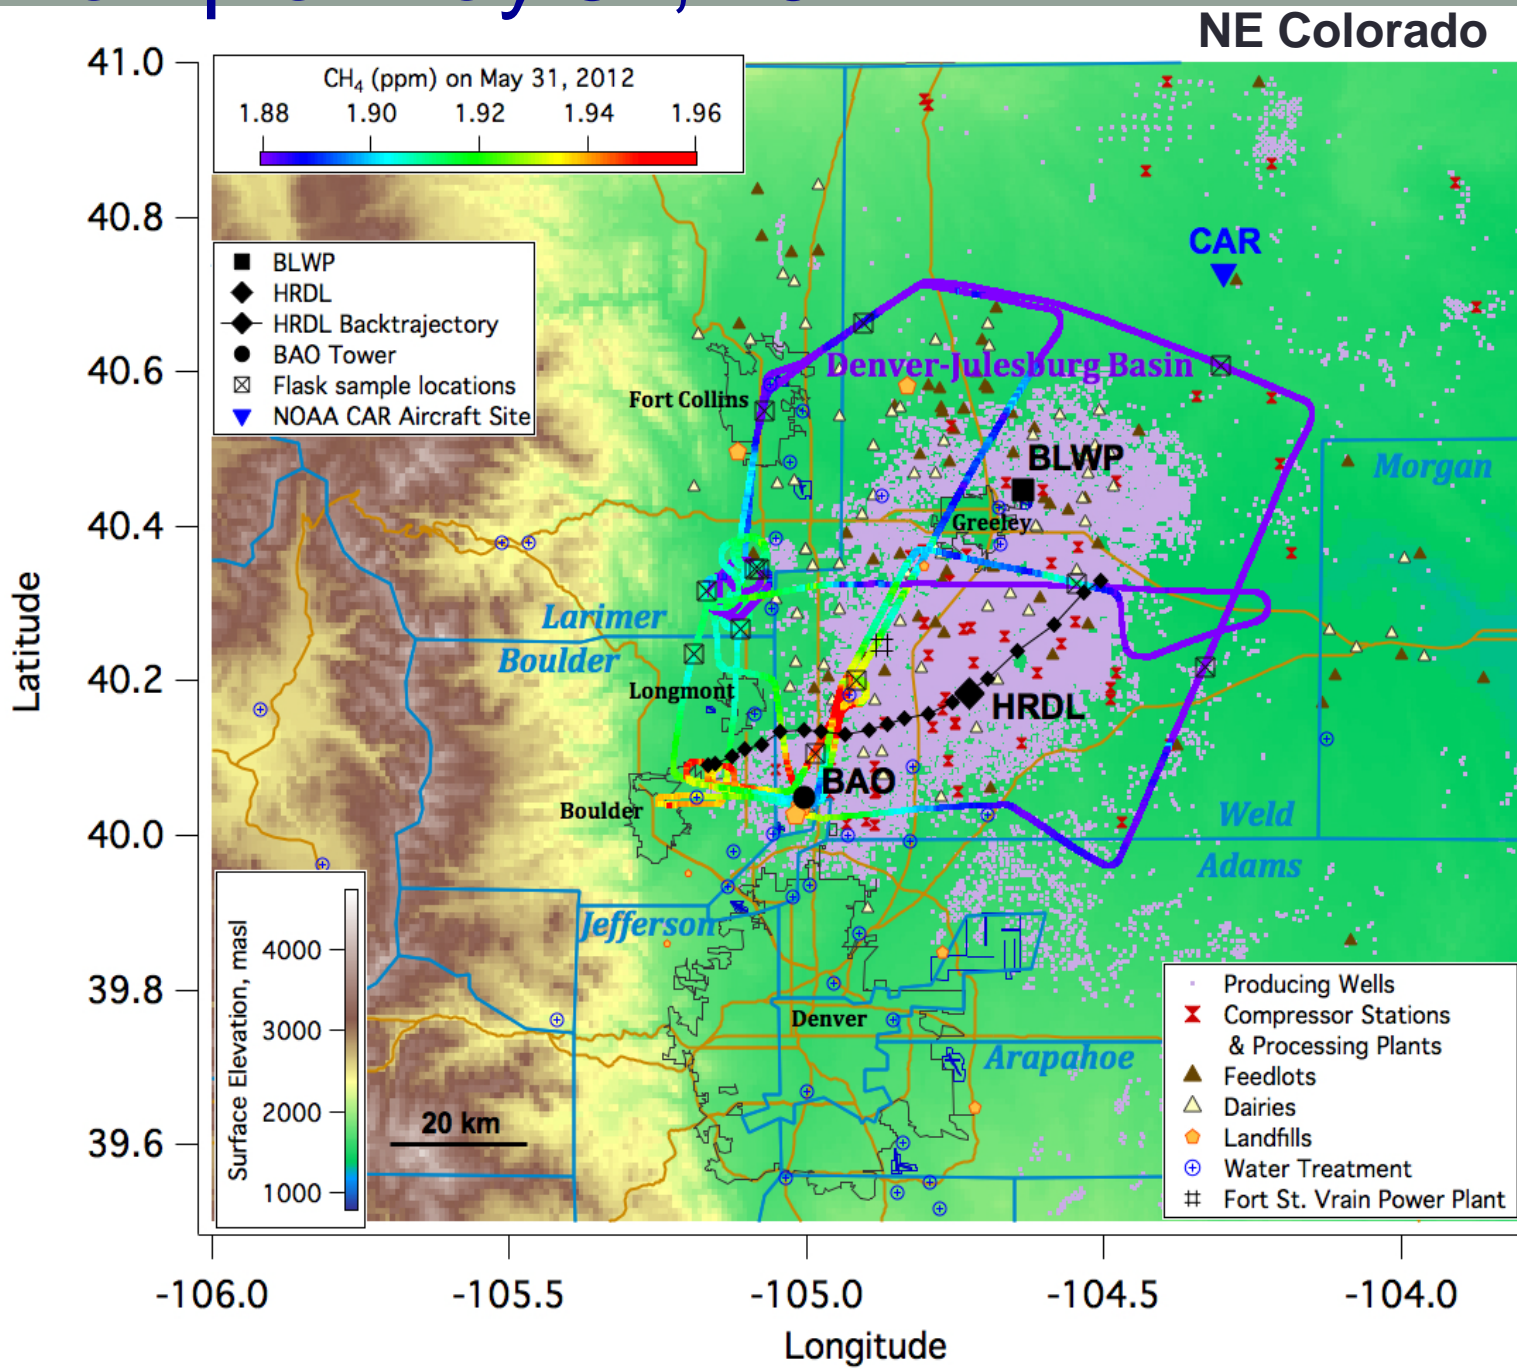 NE Colorado
CH₄ (ppm) on May 31, 2012
1.88 1.90 1.92 1.94 1.96
BLWP
HRDL
HRDL Backtrajectory
BAO Tower
Flask sample locations
NOAA CAR Aircraft Site
41.0
40.8
40.6
40.4
40.2
40.0
39.8
39.6
Latitude
CAR
Denver-Julesburg Basin
Fort Collins
BLWP
Morgan
Greeley
Larimer
Boulder
Longmont
HRDL
BAO
Boulder
Weld
Adams
Jefferson
Denver
Arapahoe
Surface Elevation, masl
4000
3000
2000
1000
20 km
Producing Wells
Compressor Stations
& Processing Plants
Feedlots
Dairies
Landfills
Water Treatment
Fort St. Vrain Power Plant
-106.0 -105.5 -105.0 -104.5 -104.0
Longitude